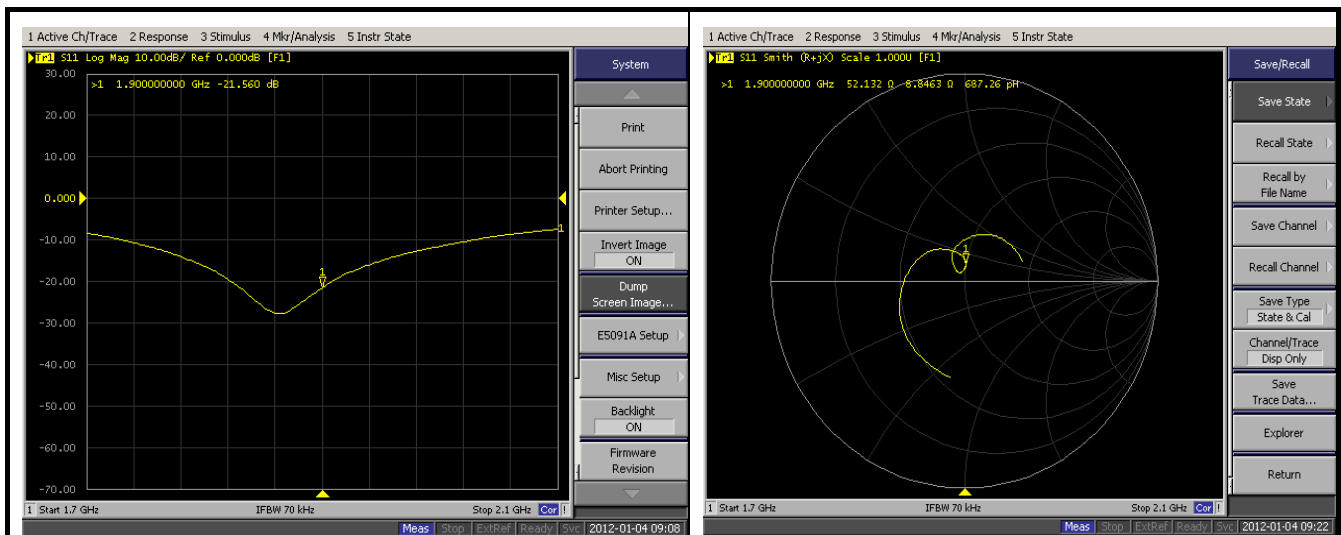 1 Active Ch/Trace 2 Response 3 Stimulus 4 Mkr/Analysis 5 Instr State
Tr1 S11 Log Mag 10.00dB/ Ref 0.000dB [F1]
>1 1.900000000 GHz -21.560 dB
30.00
20.00
10.00
0.000
-10.00
-20.00
-30.00
-40.00
-50.00
-60.00
-70.00
1
1
System
Print
Abort Printing
Printer Setup...
Invert Image
ON
Dump
Screen Image...
E5091A Setup
Misc Setup
Backlight
ON
Firmware
Revision
1 Start 1.7 GHz IFBW 70 kHz Stop 2.1 GHz Cor !
Meas Stop ExtRef Ready Svc 2012-01-04 09:08
1 Active Ch/Trace 2 Response 3 Stimulus 4 Mkr/Analysis 5 Instr State
Tr1 S11 Smith (R+jX) Scale 1.000U [F1]
>1 1.900000000 GHz 52.132 Ω 8.8463 Ω 687.26 pH
1
Save/Recall
Save State
Recall State
Recall by
File Name
Save Channel
Recall Channel
Save Type
State & Cal
Channel/Trace
Disp Only
Save
Trace Data...
Explorer
Return
1 Start 1.7 GHz IFBW 70 kHz Stop 2.1 GHz Cor !
Meas Stop ExtRef Ready Svc 2012-01-04 09:22